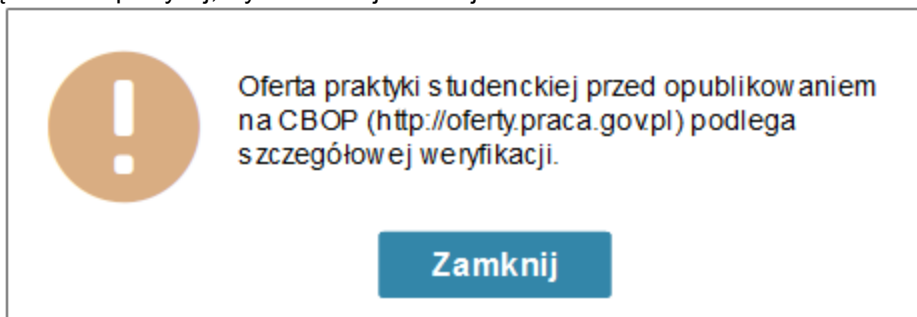 Oferta praktyki studenckiej przed opublikowaniem
na CBOP (http://oferty.praca.gov.pl) podlega
szczegółowej weryfikacji.
Zamknij